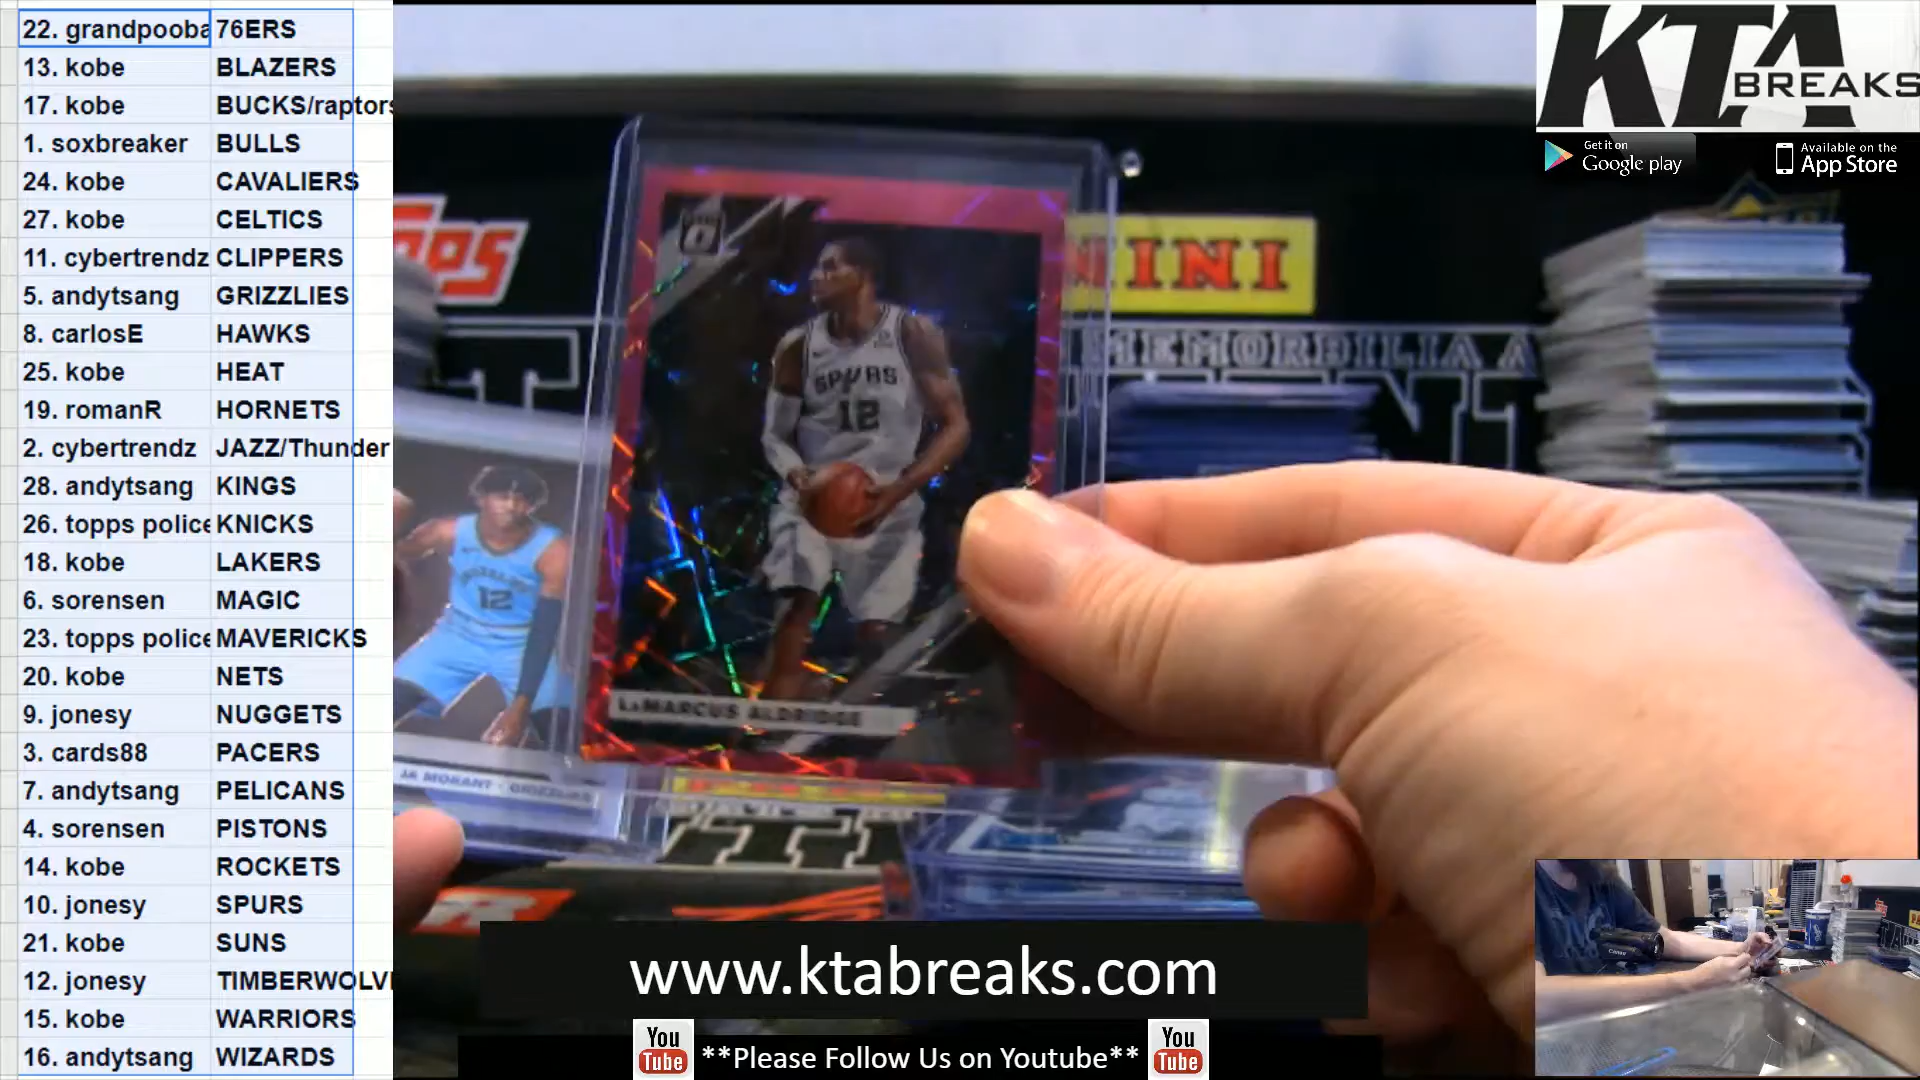 22. grandpooba 76ERS
13. kobe BLAZERS
17. kobe BUCKS/raptors
1. soxbreaker BULLS
24. kobe CAVALIERS
27. kobe CELTICS
11. cybertrendz CLIPPERS
5. andytsang GRIZZLIES
8. carlosE HAWKS
25. kobe HEAT
19. romanR HORNETS
2. cybertrendz JAZZ/Thunder
28. andytsang KINGS
26. topps police KNICKS
18. kobe LAKERS
6. sorensen MAGIC
23. topps police MAVERICKS
20. kobe NETS
9. jonesy NUGGETS
3. cards88 PACERS
7. andytsang PELICANS
4. sorensen PISTONS
14. kobe ROCKETS
10. jonesy SPURS
21. kobe SUNS
12. jonesy TIMBERWOLV
15. kobe WARRIORS
16. andytsang WIZARDS
KTA
BREAKS
Get it on
Google play
Available on the
App Store
OPPS
NINI
MEMORBILIA A
SPURS
12
LaMARCUS ALDRIDGE
12
JA MORANT - GRIZZLIES
www.ktabreaks.com
You
Tube
**Please Follow Us on Youtube**
You
Tube